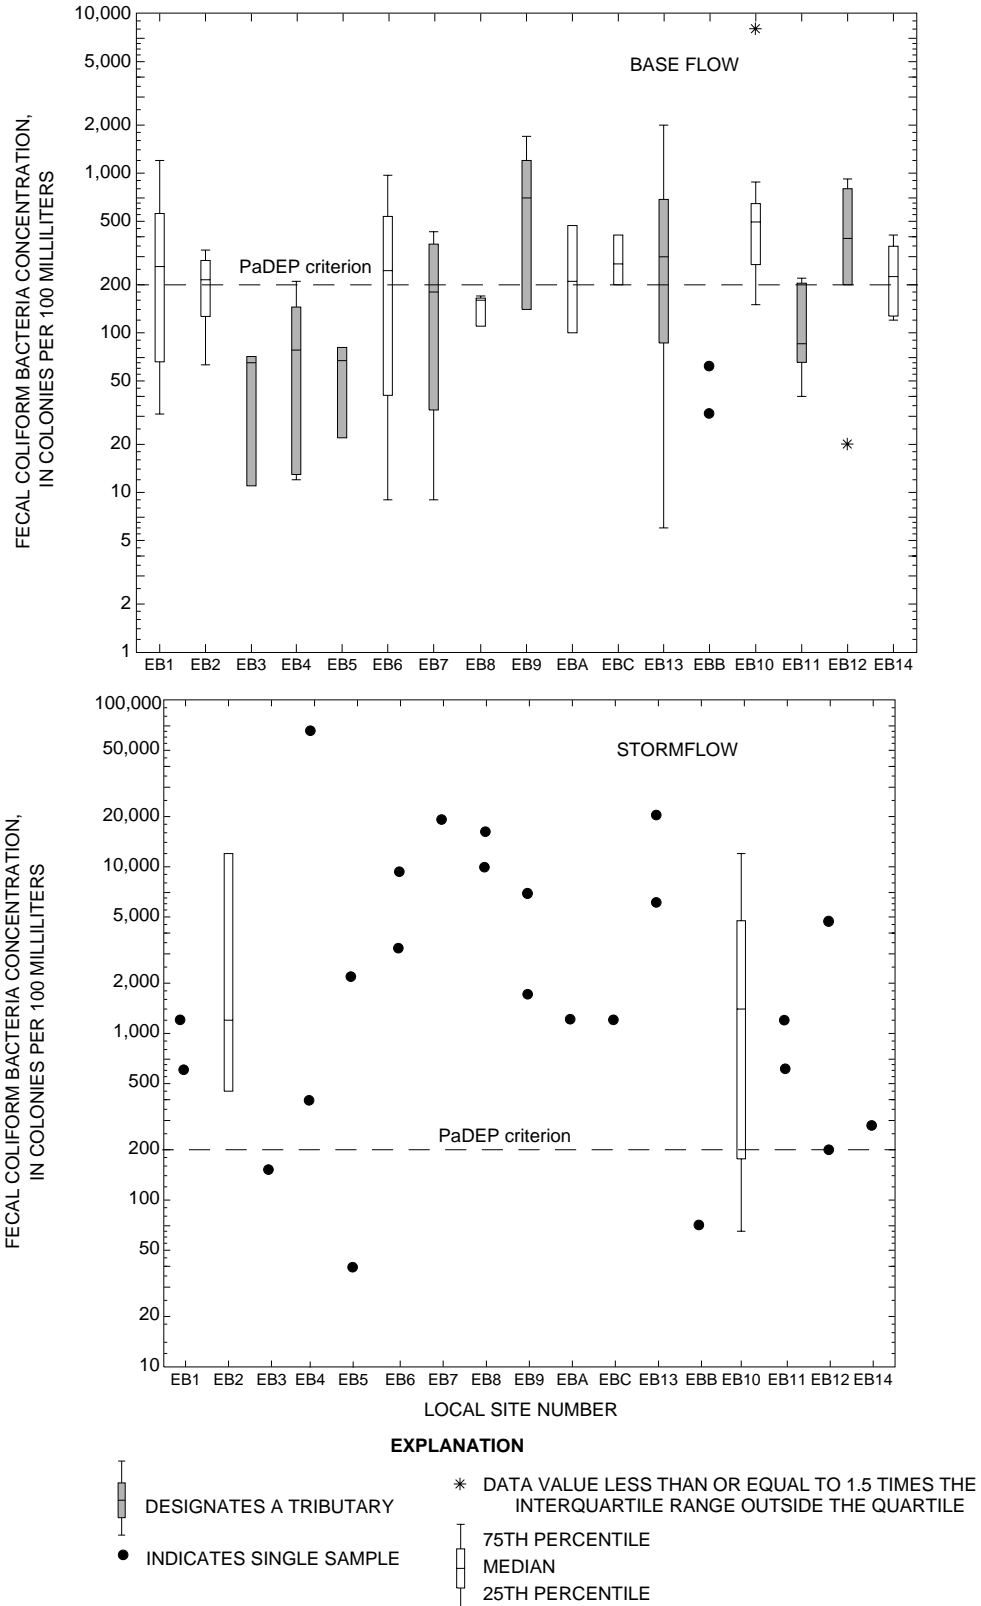 10,000
5,000
2,000
1,000
500
200
100
50
20
10
5
2
1
FECAL COLIFORM BACTERIA CONCENTRATION,
IN COLONIES PER 100 MILLILITERS
BASE FLOW
PaDEP criterion
EB1 EB2 EB3 EB4 EB5 EB6 EB7 EB8 EB9 EBA EBC EB13 EBB EB10 EB11 EB12 EB14
100,000
50,000
20,000
10,000
5,000
2,000
1,000
500
200
100
50
20
10
FECAL COLIFORM BACTERIA CONCENTRATION,
IN COLONIES PER 100 MILLILITERS
STORMFLOW
PaDEP criterion
EB1 EB2 EB3 EB4 EB5 EB6 EB7 EB8 EB9 EBA EBC EB13 EBB EB10 EB11 EB12 EB14
LOCAL SITE NUMBER
EXPLANATION
DESIGNATES A TRIBUTARY
INDICATES SINGLE SAMPLE
DATA VALUE LESS THAN OR EQUAL TO 1.5 TIMES THE
INTERQUARTILE RANGE OUTSIDE THE QUARTILE
75TH PERCENTILE
MEDIAN
25TH PERCENTILE